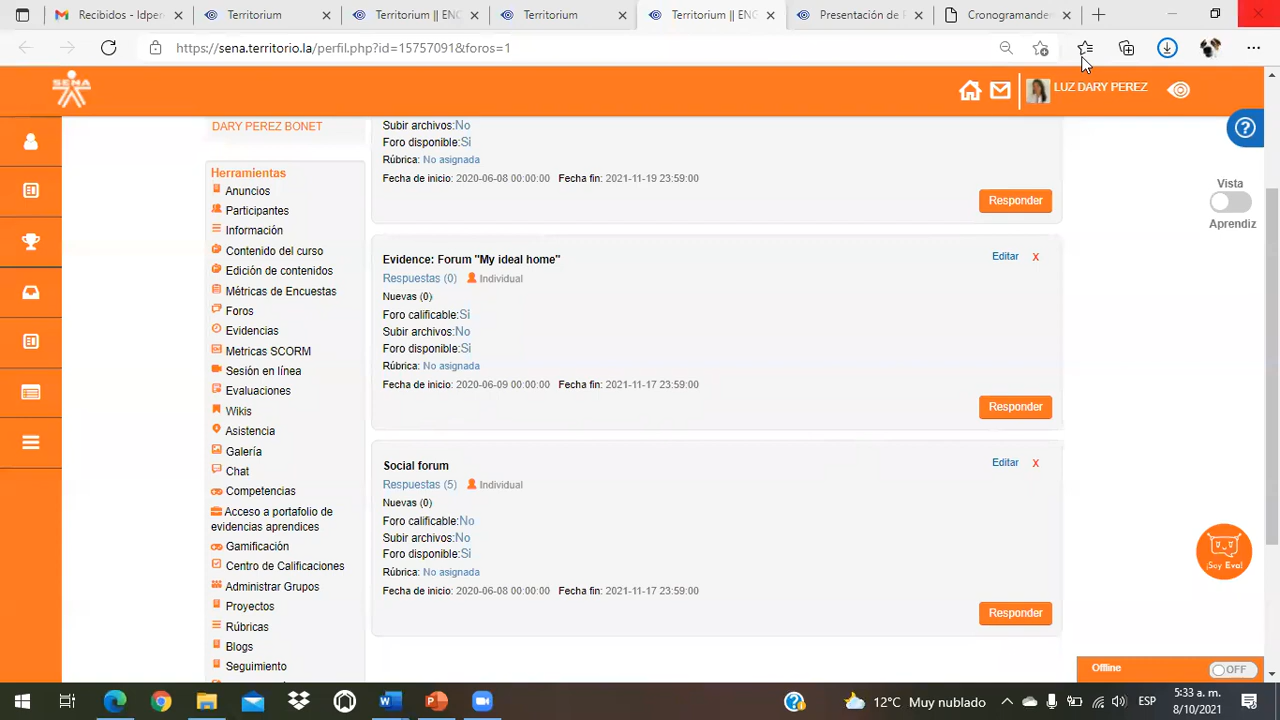 Recibidos - ldpere
Territorium
Territorium || ENG
Territorium
Territorium || ENG
Presentación de P
Cronogramandem
https://sena.territorio.la/perfil.php?id=15757091&foros=1
SENA
LUZ DARY PEREZ
DARY PEREZ BONET
Herramientas
Anuncios
Participantes
Información
Contenido del curso
Edición de contenidos
Métricas de Encuestas
Foros
Evidencias
Metricas SCORM
Sesión en línea
Evaluaciones
Wikis
Asistencia
Galería
Chat
Competencias
Acceso a portafolio de
evidencias aprendices
Gamificación
Centro de Calificaciones
Administrar Grupos
Proyectos
Rúbricas
Blogs
Seguimiento
Subir archivos:No
Foro disponible:Si
Rúbrica: No asignada
Fecha de inicio: 2020-06-08 00:00:00 Fecha fin: 2021-11-19 23:59:00
Responder
Evidence: Forum "My ideal home"
Editar X
Respuestas (0) Individual
Nuevas (0)
Foro calificable:Si
Subir archivos:No
Foro disponible:Si
Rúbrica: No asignada
Fecha de inicio: 2020-06-09 00:00:00 Fecha fin: 2021-11-17 23:59:00
Responder
Social forum
Editar X
Respuestas (5) Individual
Nuevas (0)
Foro calificable:No
Subir archivos:No
Foro disponible:Si
Rúbrica: No asignada
Fecha de inicio: 2020-06-08 00:00:00 Fecha fin: 2021-11-17 23:59:00
Responder
Vista
Aprendiz
¡Soy Eva!
Offline
OFF
12°C Muy nublado
ESP
5:33 a. m.
8/10/2021